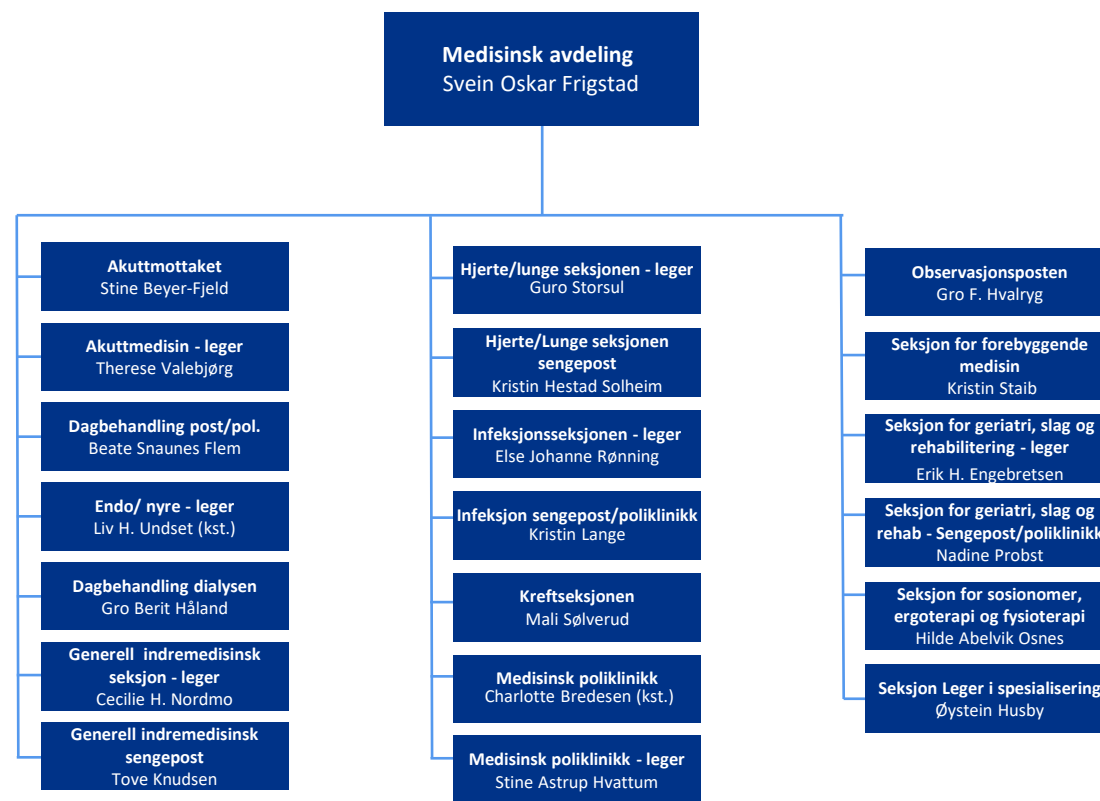 Medisinsk avdeling
Svein Oskar Frigstad
Akuttmottaket
Stine Beyer-Fjeld
Akuttmedisin - leger
Therese Valebjørg
Dagbehandling post/pol.
Beate Snaunes Flem
Endo/ nyre - leger
Liv H. Undset (kst.)
Dagbehandling dialysen
Gro Berit Håland
Generell  indremedisinsk
seksjon - leger
Cecilie H. Nordmo
Generell indremedisinsk
sengepost
Tove Knudsen
Hjerte/lunge seksjonen - leger
Guro Storsul
Hjerte/Lunge seksjonen
sengepost
Kristin Hestad Solheim
Infeksjonsseksjonen - leger
Else Johanne Rønning
Infeksjon sengepost/poliklinikk
Kristin Lange
Kreftseksjonen
Mali Sølverud
Medisinsk poliklinikk
Charlotte Bredesen (kst.)
Medisinsk poliklinikk - leger
Stine Astrup Hvattum
Observasjonsposten
Gro F. Hvalryg
Seksjon for forebyggende
medisin
Kristin Staib
Seksjon for geriatri, slag og
rehabilitering - leger
Erik H. Engebretsen
Seksjon for geriatri, slag og
rehab - Sengepost/poliklinikk
Nadine Probst
Seksjon for sosionomer,
ergoterapi og fysioterapi
Hilde Abelvik Osnes
Seksjon Leger i spesialisering
Øystein Husby